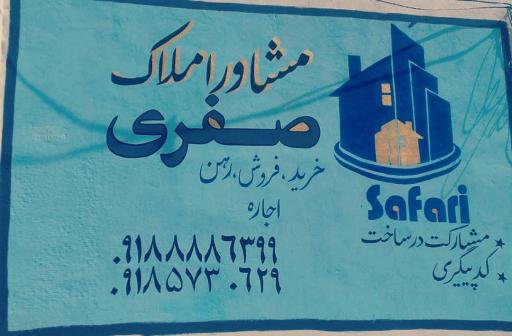 مشاور املاک
صفری
خرید، فروش، رهن
اجاره
۰۹۱۸۸۸۸۶۳۹۹
۰۹۱۸۵۷۳۰۶۲۹
Safari
* مشارکت در ساخت
* کد پیگیری